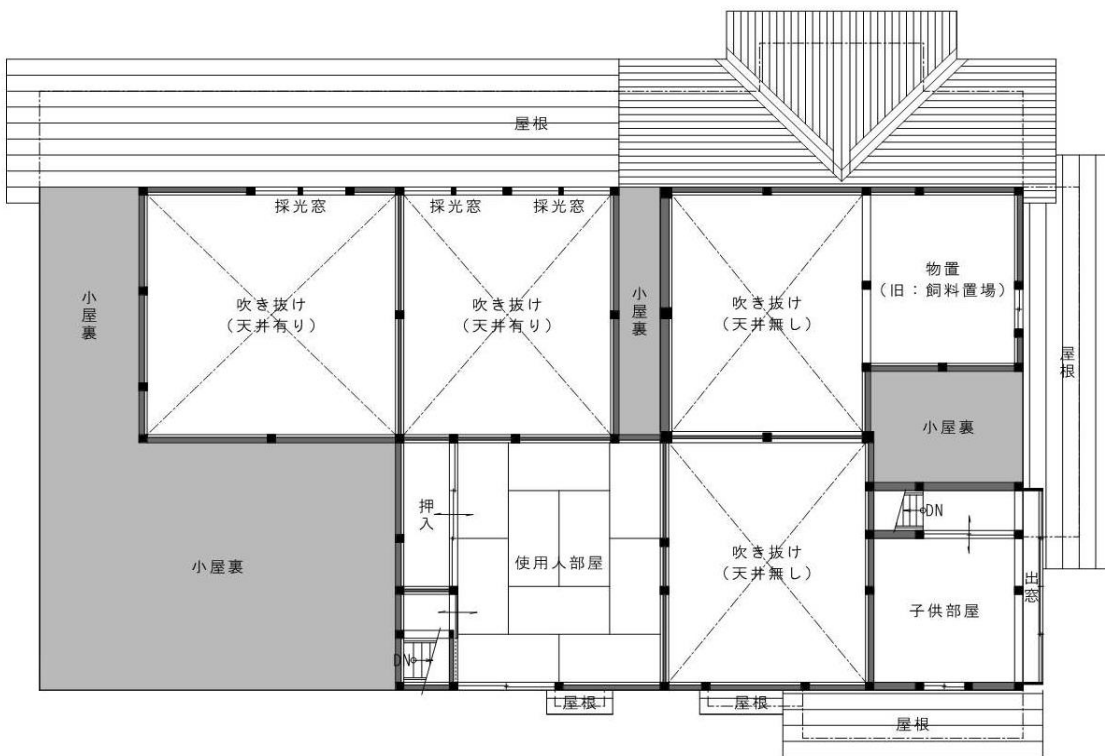 屋根
採光窓
採光窓
採光窓
小屋裏
吹き抜け
(天井有り)
吹き抜け
(天井有り)
小屋裏
吹き抜け
(天井無し)
物置
(旧:飼料置場)
屋根
小屋裏
押入
DN
小屋裏
使用人部屋
吹き抜け
(天井無し)
出窓
子供部屋
DN
屋根
屋根
屋根